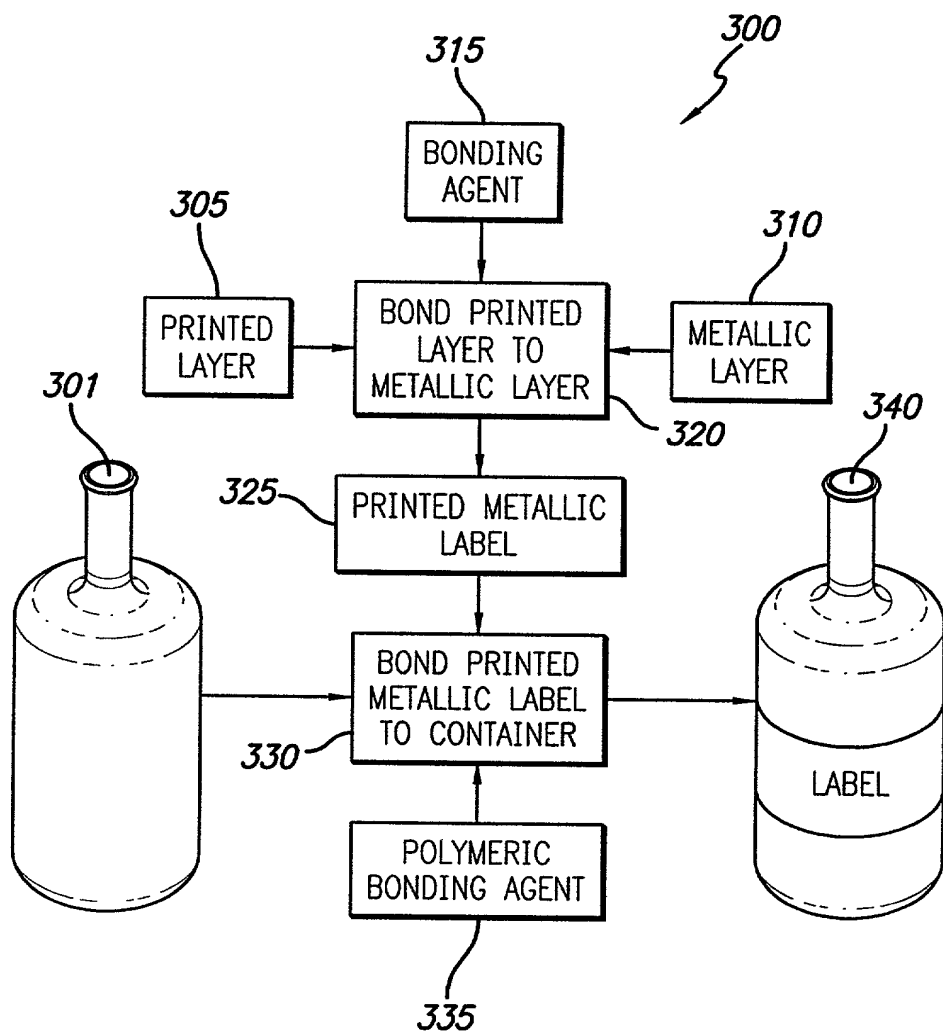 300
315
BONDING
AGENT
305
310
PRINTED
LAYER
BOND PRINTED
LAYER TO
METALLIC LAYER
METALLIC
LAYER
301
320
340
325
PRINTED METALLIC
LABEL
BOND PRINTED
METALLIC LABEL
TO CONTAINER
330
LABEL
POLYMERIC
BONDING AGENT
335